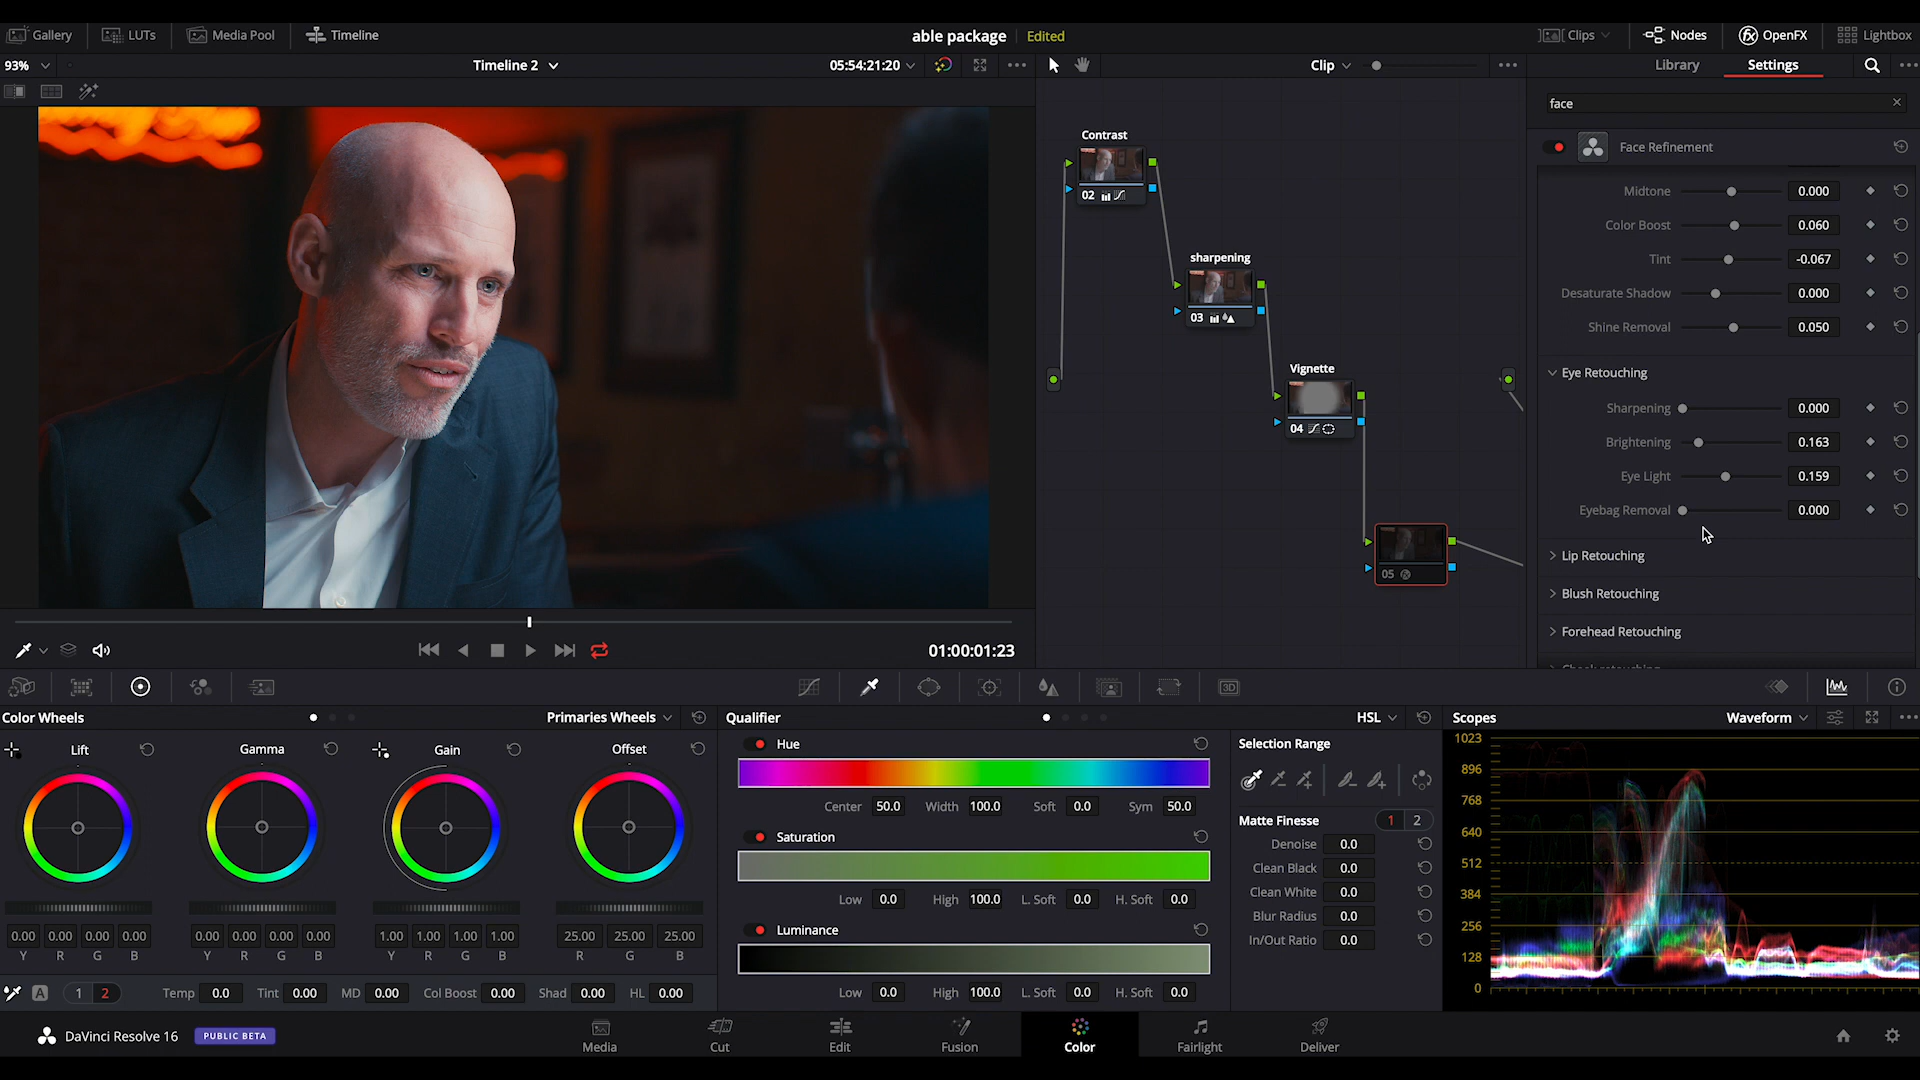 Gallery
LUTs
Media Pool
Timeline
able package
Edited
Clips
Nodes
OpenFX
Lightbox
93%
Timeline 2
05:54:21:20
Clip
Library
Settings
face
Face Refinement
Midtone 0.000
Color Boost 0.060
Tint -0.067
Desaturate Shadow 0.000
Shine Removal 0.050
Eye Retouching
Sharpening 0.000
Brightening 0.163
Eye Light 0.159
Eyebag Removal 0.000
Lip Retouching
Blush Retouching
Forehead Retouching
Contrast
02
sharpening
03
Vignette
04
05
01:00:01:23
Color Wheels
Primaries Wheels
Lift
Gamma
Gain
Offset
0.00 0.00 0.00 0.00
Y R G B
0.00 0.00 0.00 0.00
Y R G B
1.00 1.00 1.00 1.00
Y R G B
25.00 25.00 25.00
R G B
A 1 2 Temp 0.0 Tint 0.00 MD 0.00 Col Boost 0.00 Shad 0.00 HL 0.00
Qualifier
HSL
Hue
Center 50.0 Width 100.0 Soft 0.0 Sym 50.0
Saturation
Low 0.0 High 100.0 L. Soft 0.0 H. Soft 0.0
Luminance
Low 0.0 High 100.0 L. Soft 0.0 H. Soft 0.0
Selection Range
Matte Finesse 1 2
Denoise 0.0
Clean Black 0.0
Clean White 0.0
Blur Radius 0.0
In/Out Ratio 0.0
3D
Scopes
Waveform
1023
896
768
640
512
384
256
128
0
DaVinci Resolve 16
PUBLIC BETA
Media
Cut
Edit
Fusion
Color
Fairlight
Deliver